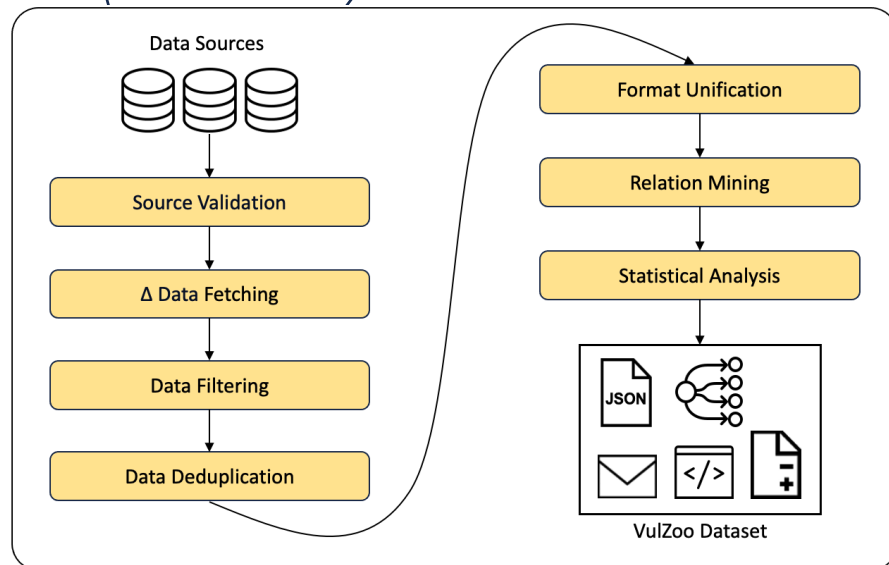 Data Sources
Source Validation
Δ Data Fetching
Data Filtering
Data Deduplication
Format Unification
Relation Mining
Statistical Analysis
JSON
</>
VulZoo Dataset